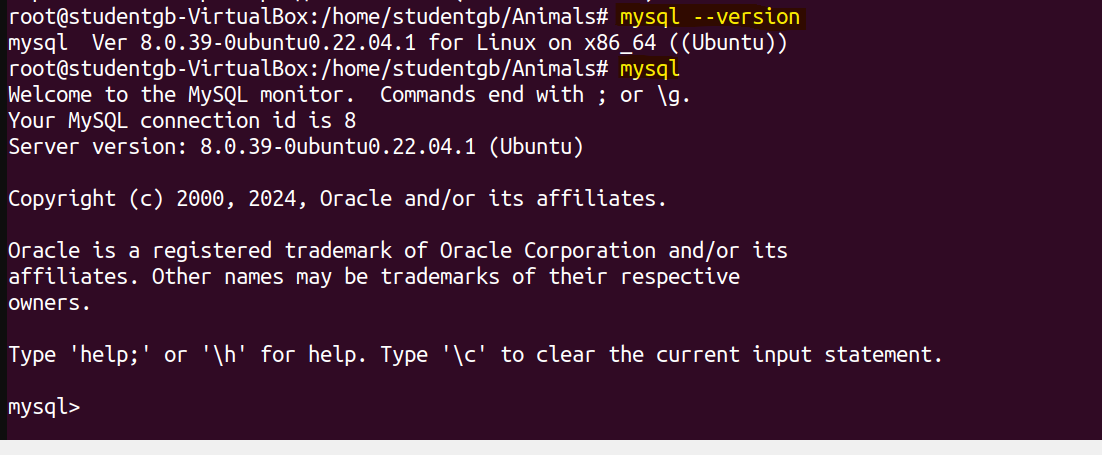 root@studentgb-VirtualBox:/home/studentgb/Animals# mysql --version
mysql  Ver 8.0.39-0ubuntu0.22.04.1 for Linux on x86_64 ((Ubuntu))
root@studentgb-VirtualBox:/home/studentgb/Animals# mysql
Welcome to the MySQL monitor.  Commands end with ; or \g.
Your MySQL connection id is 8
Server version: 8.0.39-0ubuntu0.22.04.1 (Ubuntu)
Copyright (c) 2000, 2024, Oracle and/or its affiliates.
Oracle is a registered trademark of Oracle Corporation and/or its
affiliates. Other names may be trademarks of their respective
owners.
Type 'help;' or '\h' for help. Type '\c' to clear the current input statement.
mysql>